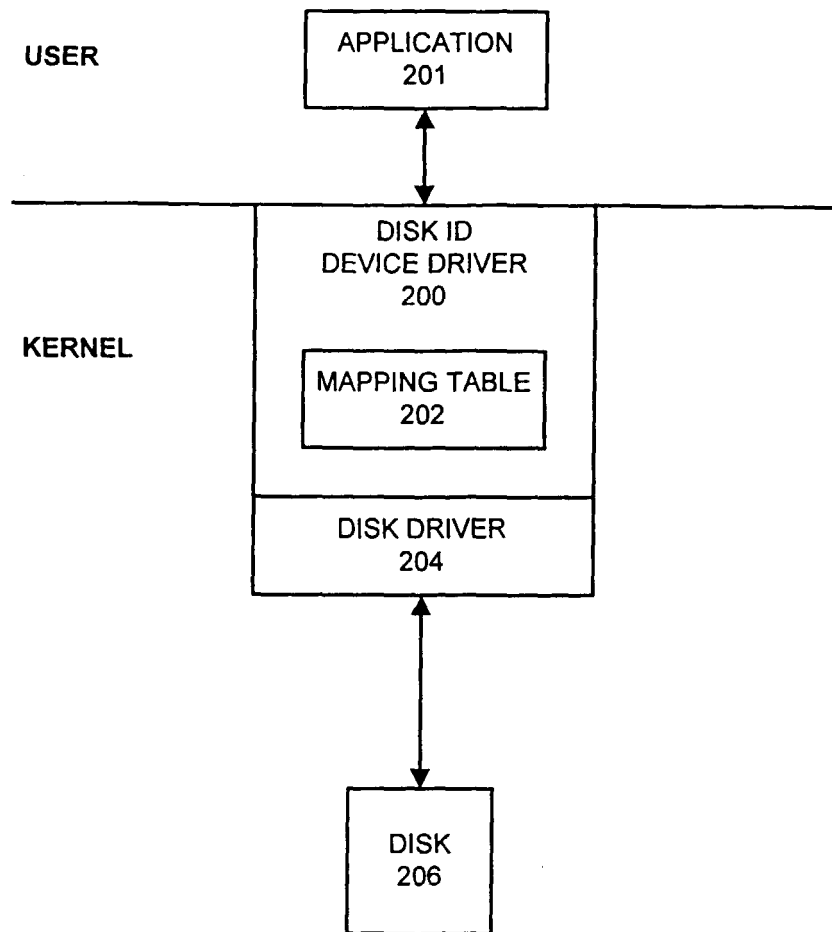 USER
APPLICATION
201
DISK ID
DEVICE DRIVER
200
KERNEL
MAPPING TABLE
202
DISK DRIVER
204
DISK
206